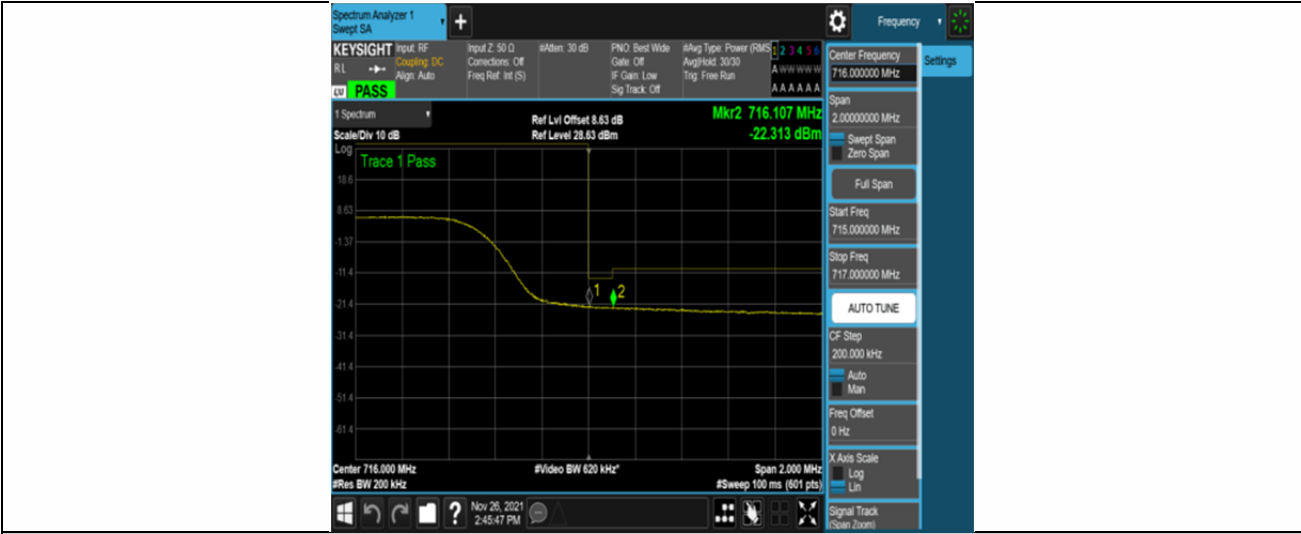 Spectrum Analyzer 1
Swept SA
+
Frequency
KEYSIGHT
RL
PASS
Input: RF
Coupling: DC
Align: Auto
Input Z: 50 Ω
Corrections: Off
Freq Ref: Int (S)
#Atten: 30 dB
PNO: Best Wide
Gate: Off
IF Gain: Low
Sig Track: Off
#Avg Type: Power (RMS
Avg|Hold: 30/30
Trig: Free Run
1 2 3 4 5 6
A W W W W W
A A A A A A
1 Spectrum
Scale/Div 10 dB
Ref Lvl Offset 8.63 dB
Ref Level 28.63 dBm
Mkr2 716.107 MHz
-22.313 dBm
Log
Trace 1 Pass
18.6
8.63
-1.37
-11.4
-21.4
-31.4
-41.4
-51.4
-61.4
1
2
Center 716.000 MHz
#Video BW 620 kHz*
Span 2.000 MHz
#Res BW 200 kHz
#Sweep 100 ms (601 pts)
Nov 26, 2021
2:45:47 PM
Center Frequency
716.000000 MHz
Settings
Span
2.00000000 MHz
Swept Span
Zero Span
Full Span
Start Freq
715.000000 MHz
Stop Freq
717.000000 MHz
AUTO TUNE
CF Step
200.000 kHz
Auto
Man
Freq Offset
0 Hz
X Axis Scale
Log
Lin
Signal Track
(Span Zoom)